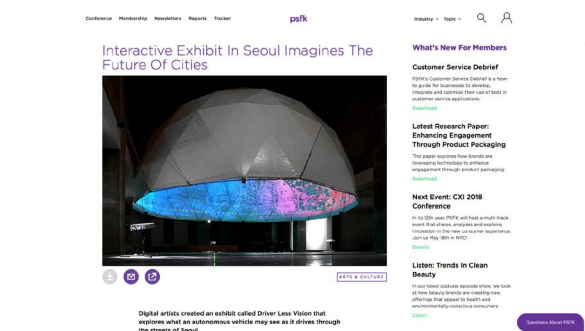 Conference Membership Newsletters Reports Tracker
psfk
Industry Topic
Interactive Exhibit In Seoul Imagines The
Future Of Cities
ARTS & CULTURE
Digital artists created an exhibit called Driver Less Vision that
explores what an autonomous vehicle may see as it drives through
the streets of Seoul
What's New For Members
Customer Service Debrief
PSFK's Customer Service Debrief is a how-
to guide for businesses to develop,
integrate and optimize their use of bots in
customer service applications.
Download
Latest Research Paper:
Enhancing Engagement
Through Product Packaging
This paper explores how brands are
leveraging technology to enhance
engagement through product packaging.
Download
Next Event: CXI 2018
Conference
In its 12th year, PSFK will host a multi-track
event that shares, analyzes and explains
innovation in the new consumer experience.
Join us May 18th in NYC!
Details
Listen: Trends In Clean
Beauty
In our latest podcast episode show, we look
at how beauty brands are creating new
offerings that appeal to health and
environmentally-conscious consumers
Listen
Questions About PSFK